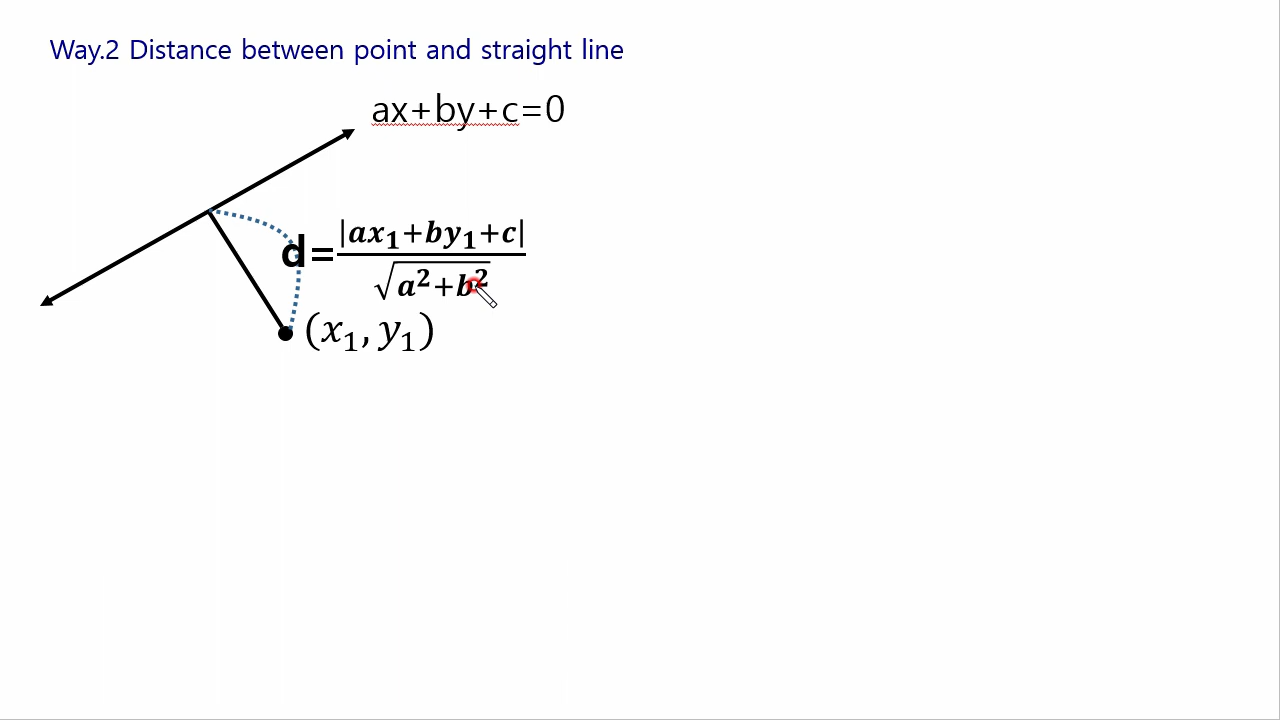 Way.2 Distance between point and straight line
ax+by+c=0
d=|ax₁+by₁+c|/√a²+b²
(x₁, y₁)